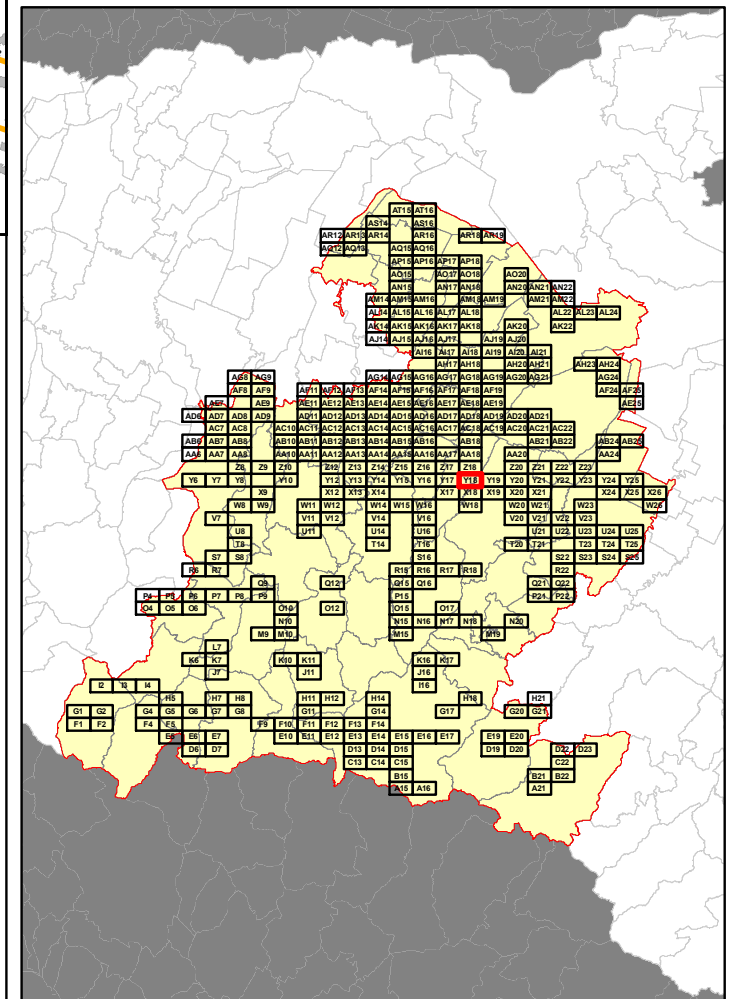 AT15 AT16
AS14 AS16
AR12 AR13 AR14 AR16 AR18 AR19
AQ12 AQ13 AQ15 AQ16
AP15 AP16 AP17 AP18
AO15 AO17 AO18 AO20
AN15 AN17 AN18 AN20 AN21 AN22
AM14 AM15 AM16 AM18 AM19 AM21 AM22
AL14 AL15 AL16 AL17 AL18 AL22 AL23 AL24
AK14 AK15 AK16 AK17 AK18 AK20 AK22
AJ14 AJ15 AJ16 AJ17 AJ19 AJ20
AI16 AI17 AI18 AI19 AI20 AI21
AH17 AH18 AH20 AH21 AH23 AH24
AG8 AG9 AG14 AG15 AG16 AG17 AG18 AG19 AG20 AG21 AG24
AF8 AF9 AF11 AF12 AF13 AF14 AF15 AF16 AF17 AF18 AF19 AF24 AF25
AE7 AE9 AE11 AE12 AE13 AE14 AE15 AE16 AE17 AE18 AE19 AE25
AD6 AD7 AD8 AD9 AD11 AD12 AD13 AD14 AD15 AD16 AD17 AD18 AD19 AD20 AD21
AC7 AC8 AC10 AC11 AC12 AC13 AC14 AC15 AC16 AC17 AC18 AC19 AC20 AC21 AC22
AB6 AB7 AB8 AB10 AB11 AB12 AB13 AB14 AB15 AB16 AB18 AB21 AB22 AB24 AB25
AA6 AA7 AA8 AA10 AA11 AA12 AA13 AA14 AA15 AA16 AA17 AA18 AA20 AA24
Z8 Z9 Z10 Z12 Z13 Z14 Z15 Z16 Z17 Z18 Z20 Z21 Z22 Z23
Y6 Y7 Y8 Y10 Y12 Y13 Y14 Y15 Y16 Y17 Y18 Y19 Y20 Y21 Y22 Y23 Y24 Y25
X9 X12 X13 X14 X17 X18 X19 X20 X21 X24 X25 X26
W8 W9 W11 W12 W14 W15 W16 W18 W20 W21 W23 W26
V7 V11 V12 V14 V16 V20 V21 V22 V23
U8 U11 U14 U16 U21 U22 U23 U24 U25
T8 T14 T16 T20 T21 T23 T24 T25
S7 S8 S16 S22 S23 S24 S25
R6 R7 R15 R16 R17 R18 R22
Q9 Q12 Q15 Q16 Q21 Q22
P4 P5 P6 P7 P8 P9 P15 P21 P22
O4 O5 O6 O10 O12 O15 O17
N10 N15 N16 N17 N18 N20
M9 M10 M15 M19
L7
K6 K7 K10 K11 K16 K17
J7 J11 J16
I2 I3 I4 I16
H5 H7 H8 H11 H12 H14 H18 H21
G1 G2 G4 G5 G6 G7 G8 G11 G14 G17 G20 G21
F1 F2 F4 F5 F9 F10 F11 F12 F13 F14
E5 E6 E7 E10 E11 E12 E13 E14 E15 E16 E17 E19 E20
D6 D7 D13 D14 D15 D19 D20 D22 D23
C13 C14 C15 C22
B15 B21 B22
A15 A16 A21